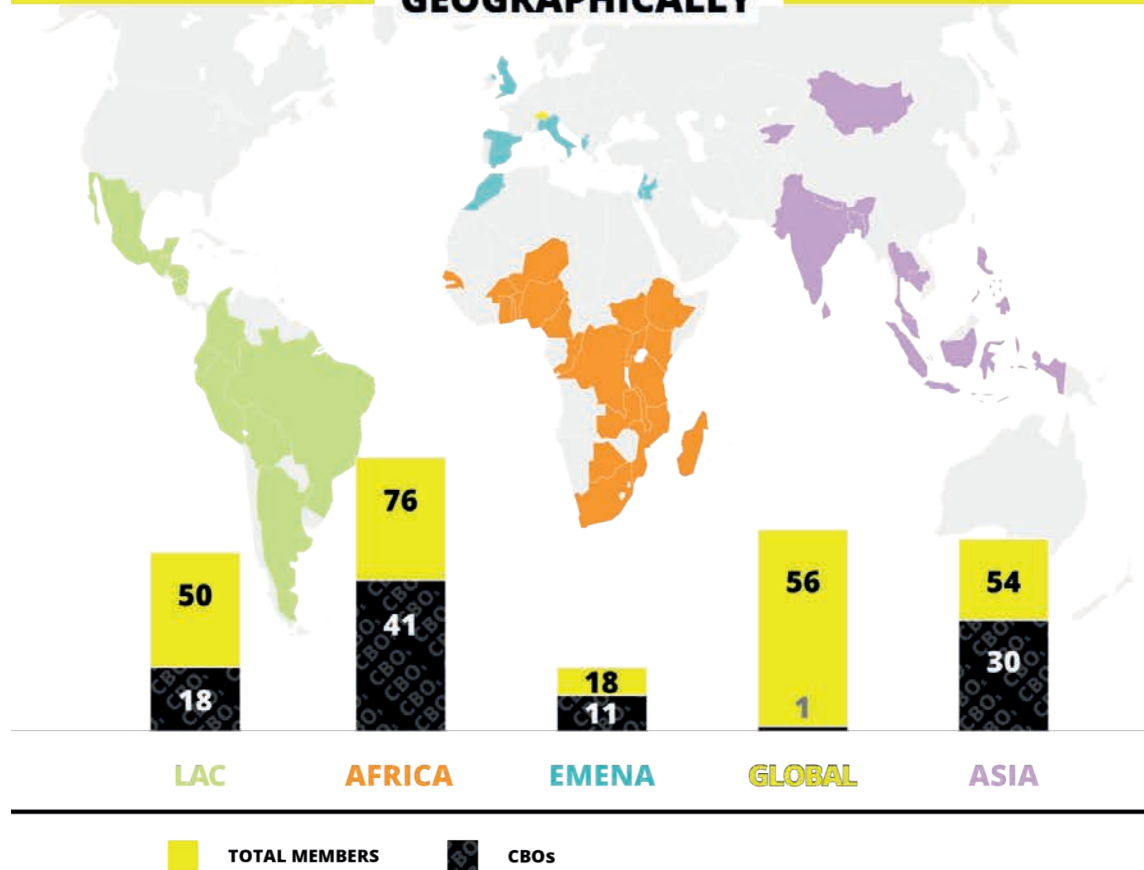 GEOGRAPHICALLY
50
18
76
41
18
11
56
1
54
30
LAC
AFRICA
EMENA
GLOBAL
ASIA
TOTAL MEMBERS
CBOs